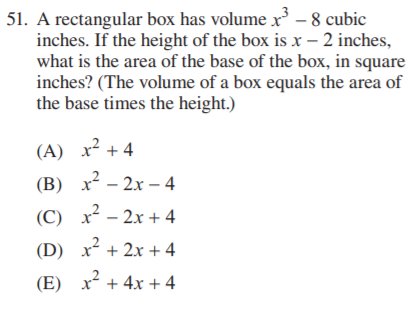 51. A rectangular box has volume x³ – 8 cubic
inches. If the height of the box is x – 2 inches,
what is the area of the base of the box, in square
inches? (The volume of a box equals the area of
the base times the height.)
(A) x² + 4
(B) x² – 2x – 4
(C) x² – 2x + 4
(D) x² + 2x + 4
(E) x² + 4x + 4